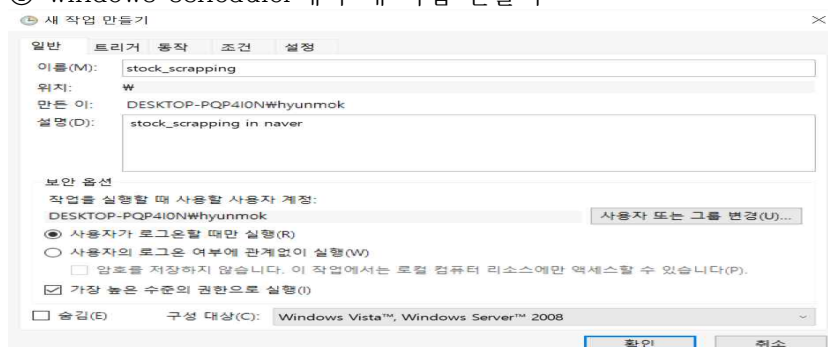 새 작업 만들기
일반 트리거 동작 조건 설정
이름(M): stock_scrapping
위치: ₩
만든 이: DESKTOP-PQP4I0N₩hyunmok
설명(D): stock_scrapping in naver
보안 옵션
작업을 실행할 때 사용할 사용자 계정:
DESKTOP-PQP4I0N₩hyunmok 사용자 또는 그룹 변경(U)...
사용자가 로그온할 때만 실행(R)
사용자의 로그온 여부에 관계없이 실행(W)
암호를 저장하지 않습니다. 이 작업에서는 로컬 컴퓨터 리소스에만 액세스할 수 있습니다(P).
가장 높은 수준의 권한으로 실행(I)
숨김(E) 구성 대상(C): Windows Vista™, Windows Server™ 2008
확인 취소